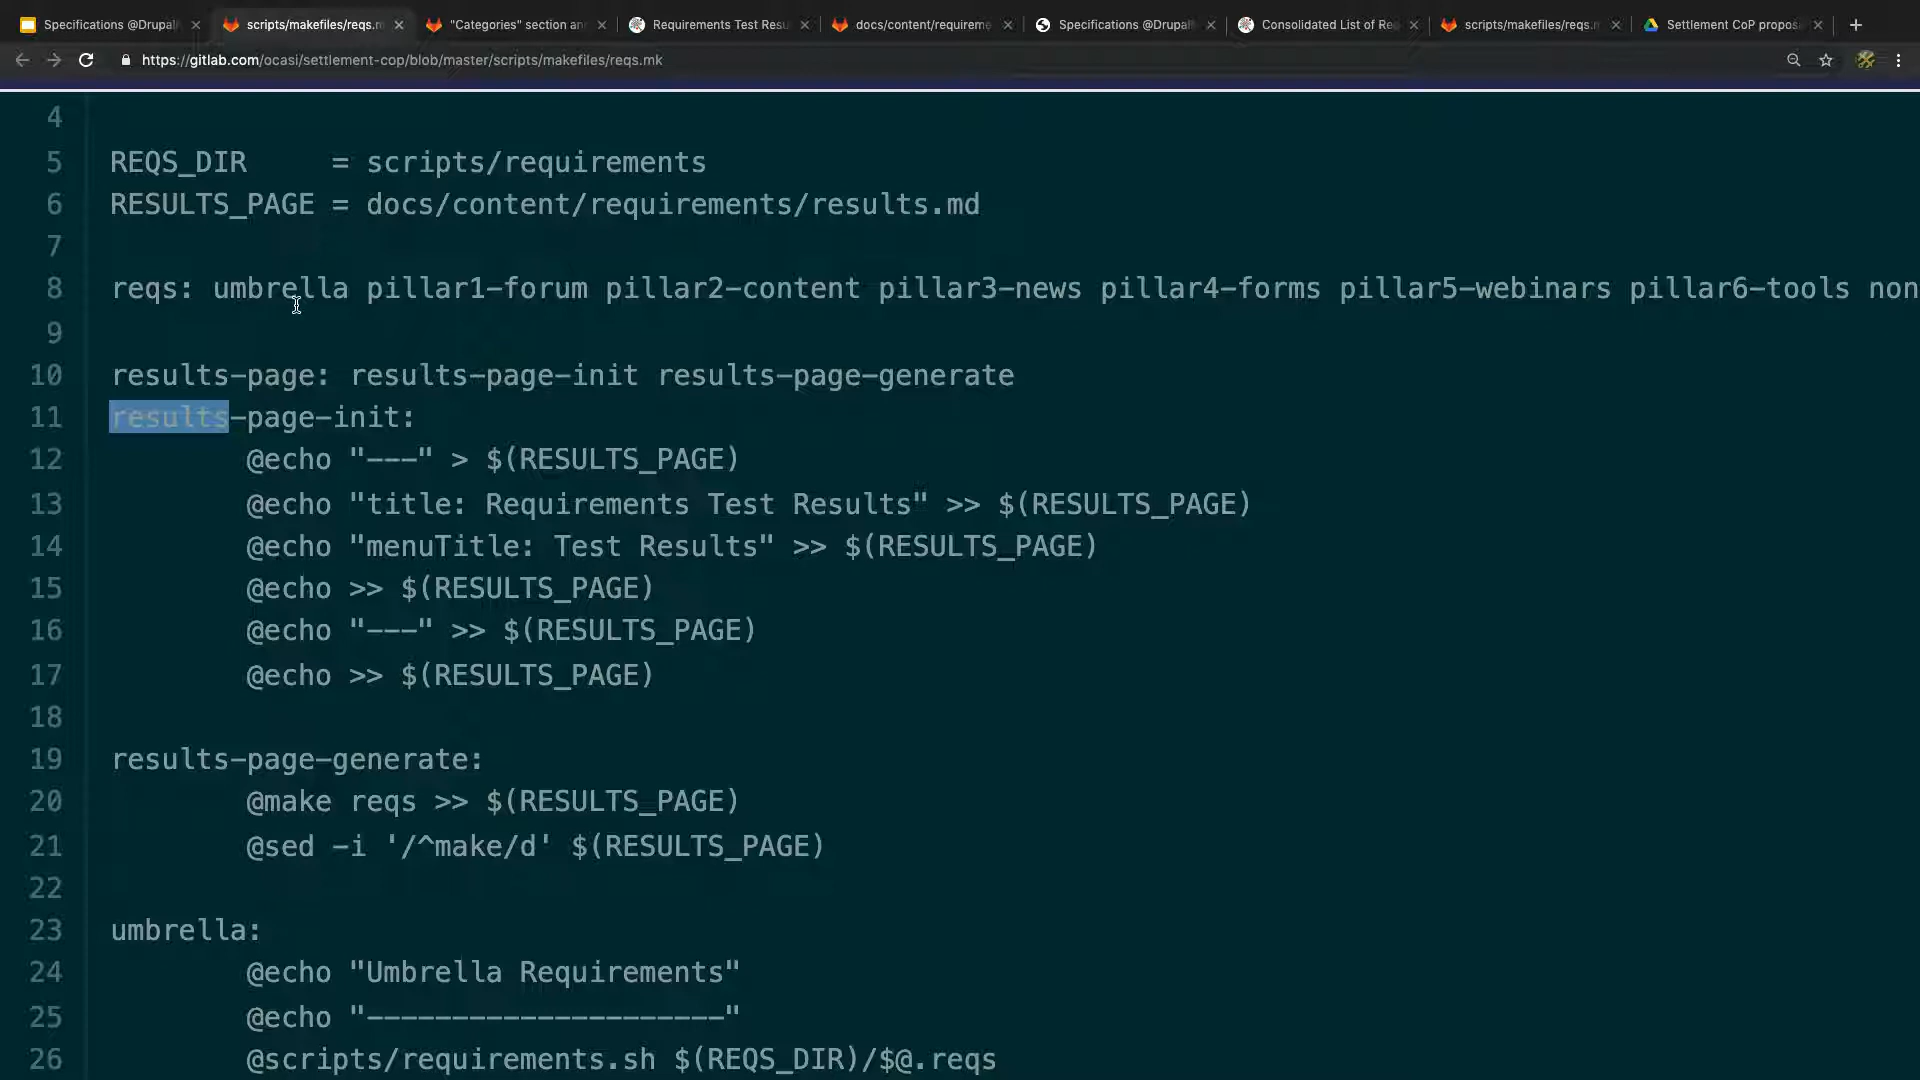 Specifications @Drupal
scripts/makefiles/reqs.m
"Categories" section an
Requirements Test Resu
docs/content/requireme
Specifications @Drupal
Consolidated List of Re
scripts/makefiles/reqs.m
Settlement CoP propos
https://gitlab.com/ocasi/settlement-cop/blob/master/scripts/makefiles/reqs.mk
4
5 REQS_DIR = scripts/requirements
6 RESULTS_PAGE = docs/content/requirements/results.md
7
8 reqs: umbrella pillar1-forum pillar2-content pillar3-news pillar4-forms pillar5-webinars pillar6-tools non
9
10 results-page: results-page-init results-page-generate
11 results-page-init:
12 @echo "---" > $(RESULTS_PAGE)
13 @echo "title: Requirements Test Results" >> $(RESULTS_PAGE)
14 @echo "menuTitle: Test Results" >> $(RESULTS_PAGE)
15 @echo >> $(RESULTS_PAGE)
16 @echo "---" >> $(RESULTS_PAGE)
17 @echo >> $(RESULTS_PAGE)
18
19 results-page-generate:
20 @make reqs >> $(RESULTS_PAGE)
21 @sed -i '/^make/d' $(RESULTS_PAGE)
22
23 umbrella:
24 @echo "Umbrella Requirements"
25 @echo "---------------------"
26 @scripts/requirements.sh $(REQS_DIR)/$@.reqs